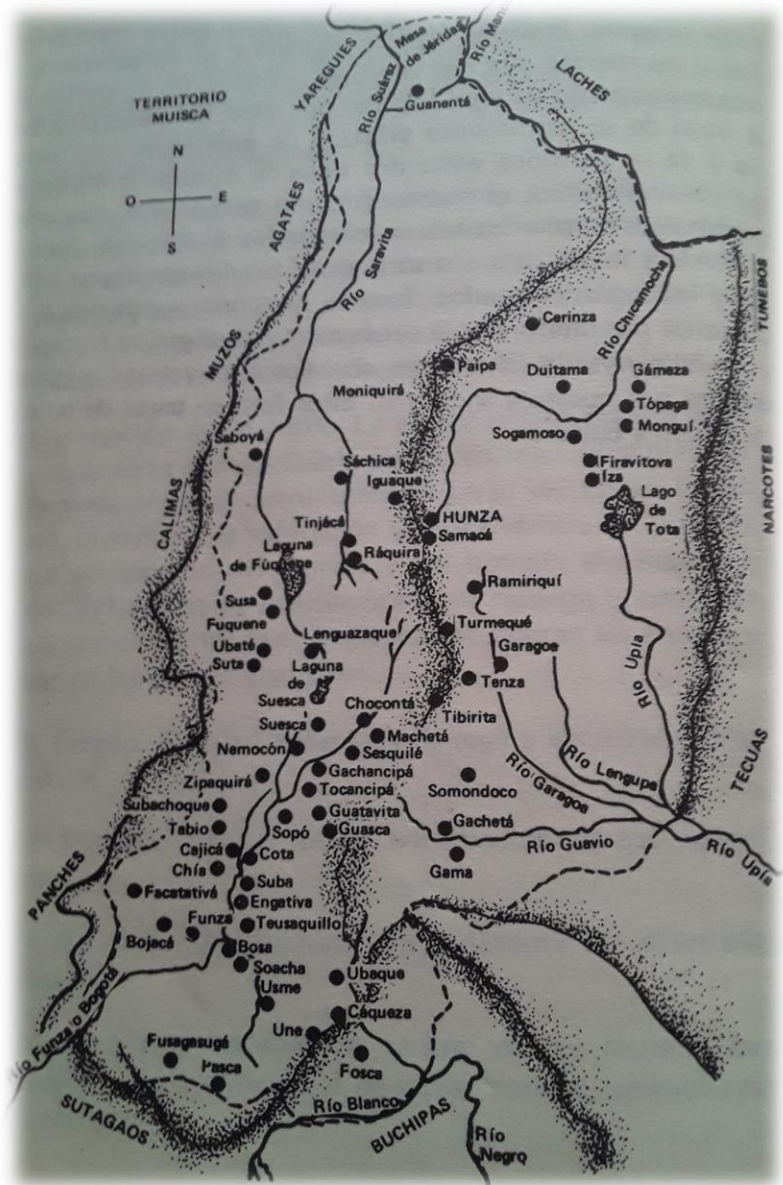 TERRITORIO
MUISCA
N
O
E
S
YAREGUIES
Mesa
de Jéridas
LACHES
Río Suárez
Guanentá
AGATAES
Río Saravita
TUNEBOS
Río Chicamocha
Cerinza
MUZOS
Paipa
Duitama
Gámeza
Moniquirá
Tópaga
Monguí
Saboyá
Sogamoso
Sáchica
Firavitova
Iza
Iguaque
NARCOTES
CALIMAS
Lago
de
Tota
HUNZA
Tinjácá
Samacá
Laguna
de Fúquene
Ráquira
Ramiriquí
Susa
Fuquene
Turmequé
Lenguazaque
Ubaté
Garagoe
Suta
Laguna
de
Suesca
Tenza
Río Upía
Chocontá
Tibirita
Suesca
Machetá
Nemocón
Sesquilé
TECUAS
Gachancipá
Río Lengupa
Zipaquirá
Tocancipá
Somondoco
Río Garagoa
Subachoque
Guatavita
Tabio
Sopó
Guasca
Gachetá
Cajicá
Cota
Río Guavio
Río Upía
Chía
Gama
PANCHES
Suba
Facatativá
Engativa
Funza
Teusaquillo
Bojacá
Bosa
Soacha
Ubaque
Usme
Río Funza o Bogotá
Cáqueza
Une
Fusagasugá
Fosca
Pasca
SUTAGAOS
Río Blanco
BUCHIPAS
Río
Negro